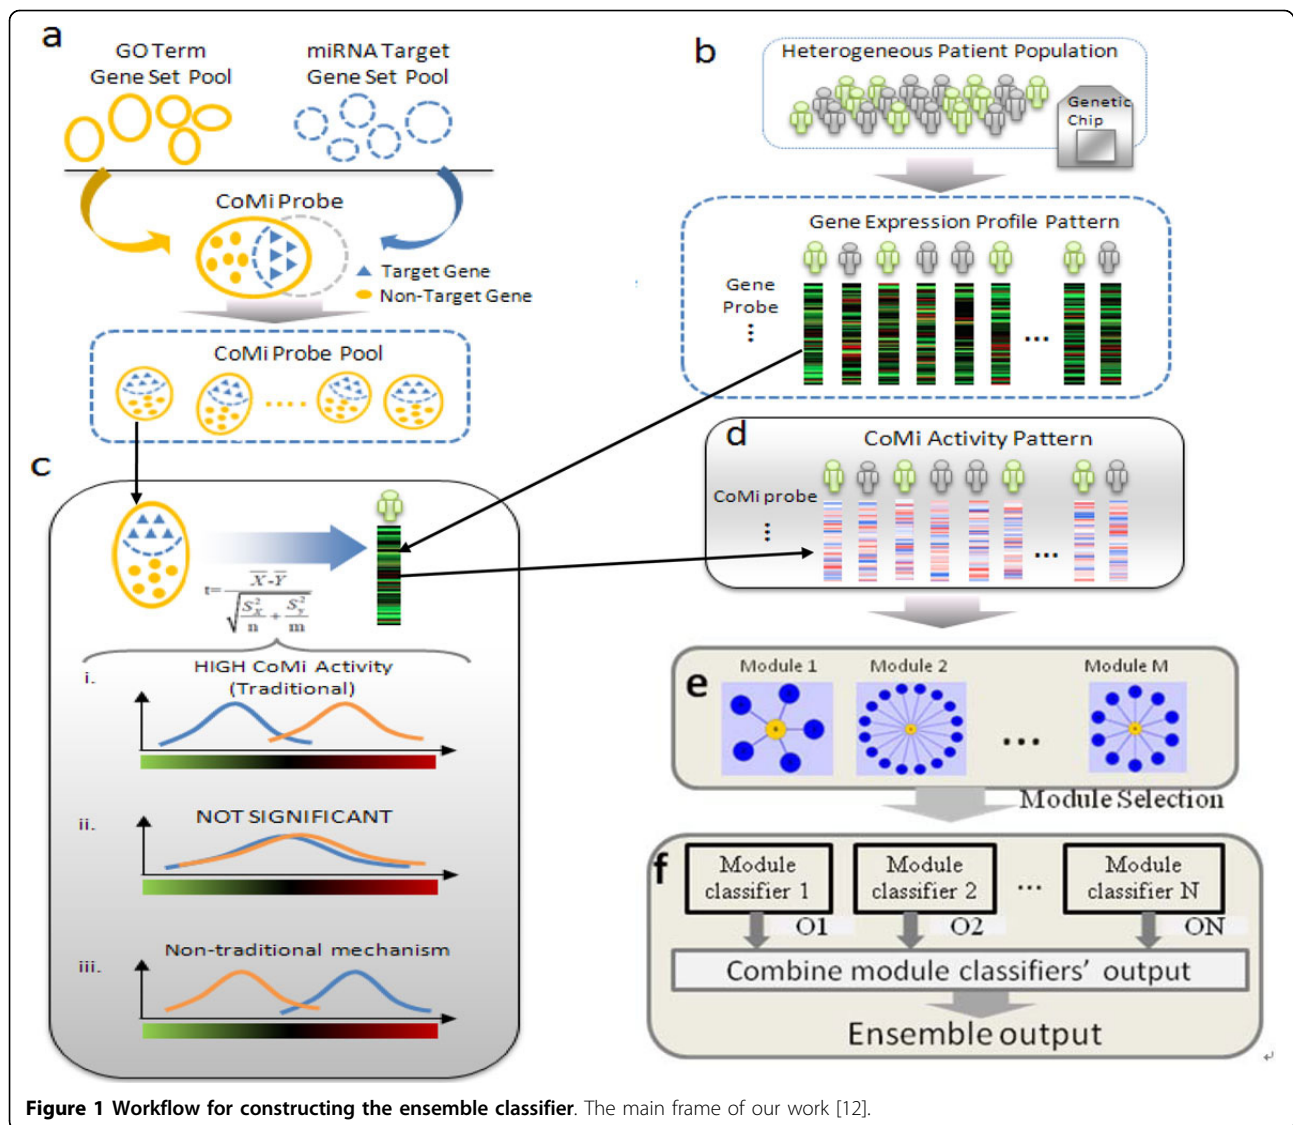 a
GO Term
Gene Set Pool
miRNA Target
Gene Set Pool
CoMi Probe
Target Gene
Non-Target Gene
CoMi Probe Pool
....
b
Heterogeneous Patient Population
Genetic
Chip
Gene Expression Profile Pattern
Gene
Probe
...
...
c
t=
X̄-Ȳ
S²X
n
+
S²y
m
i.
HIGH CoMi Activity
(Traditional)
ii.
NOT SIGNIFICANT
iii.
Non-traditional mechanism
d
CoMi Activity Pattern
CoMi probe
...
...
e
Module 1
Module 2
Module M
...
Module Selection
f
Module
classifier 1
Module
classifier 2
...
Module
classifier N
O1
O2
ON
Combine module classifiers' output
Ensemble output
Figure 1 Workflow for constructing the ensemble classifier. The main frame of our work [12].